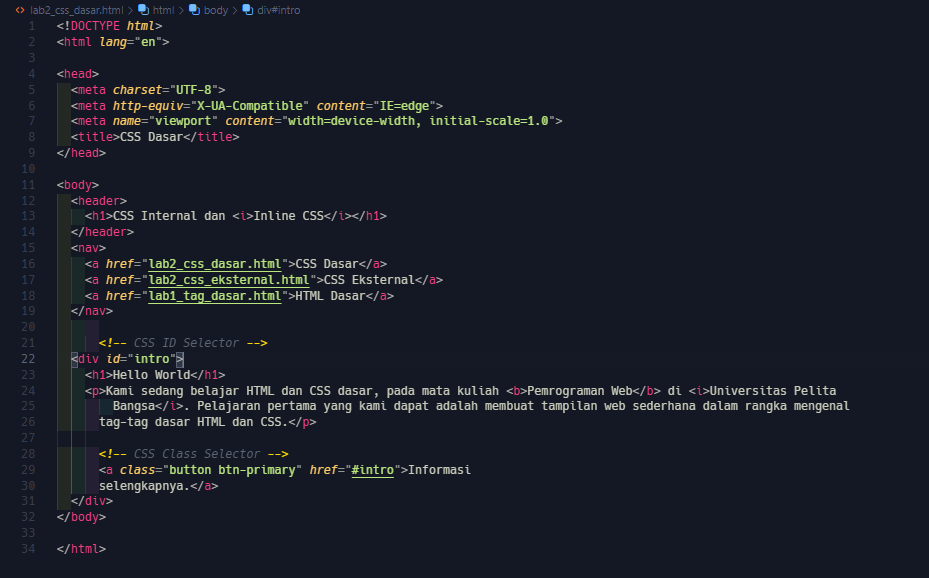 lab2_css_dasar.html > html > body > div#intro
1 <!DOCTYPE html>
2 <html lang="en">
3
4 <head>
5 <meta charset="UTF-8">
6 <meta http-equiv="X-UA-Compatible" content="IE=edge">
7 <meta name="viewport" content="width=device-width, initial-scale=1.0">
8 <title>CSS Dasar</title>
9 </head>
10
11 <body>
12 <header>
13 <h1>CSS Internal dan <i>Inline CSS</i></h1>
14 </header>
15 <nav>
16 <a href="lab2_css_dasar.html">CSS Dasar</a>
17 <a href="lab2_css_eksternal.html">CSS Eksternal</a>
18 <a href="lab1_tag_dasar.html">HTML Dasar</a>
19 </nav>
20
21 <!-- CSS ID Selector -->
22 <div id="intro">
23 <h1>Hello World</h1>
24 <p>Kami sedang belajar HTML dan CSS dasar, pada mata kuliah <b>Pemrograman Web</b> di <i>Universitas Pelita
25 Bangsa</i>. Pelajaran pertama yang kami dapat adalah membuat tampilan web sederhana dalam rangka mengenal
26 tag-tag dasar HTML dan CSS.</p>
27
28 <!-- CSS Class Selector -->
29 <a class="button btn-primary" href="#intro">Informasi
30 selengkapnya.</a>
31 </div>
32 </body>
33
34 </html>